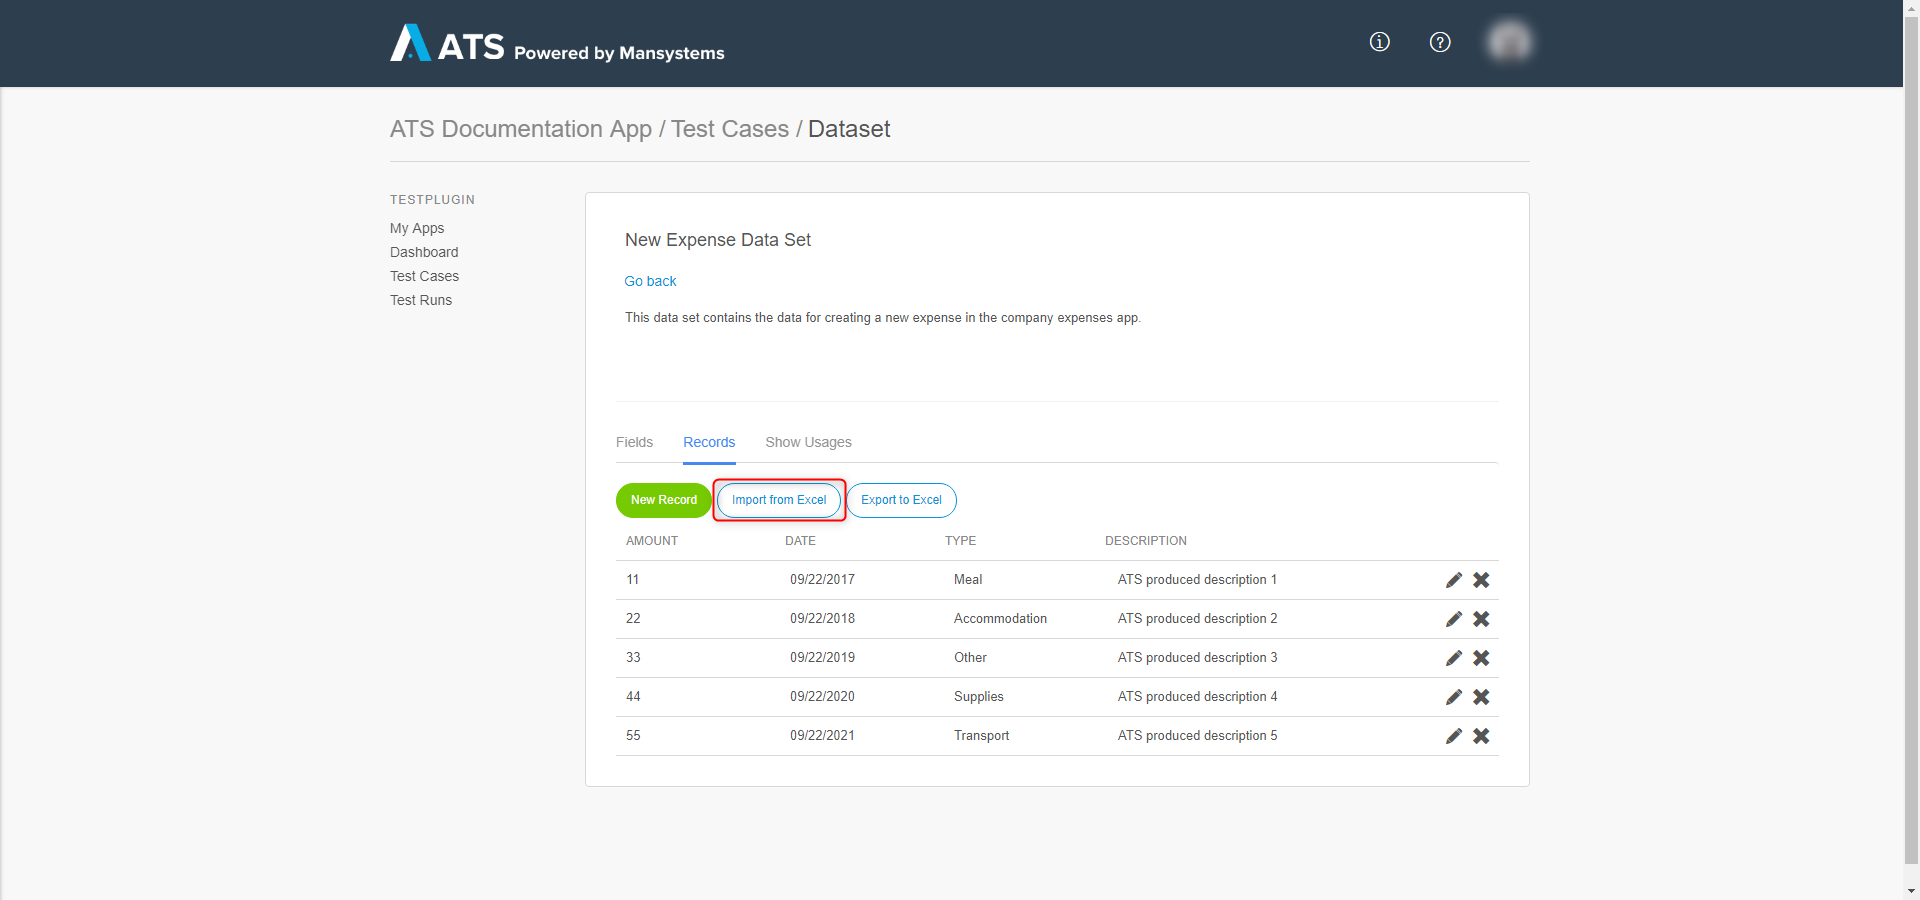 ATS Powered by Mansystems
ATS Documentation App / Test Cases / Dataset
TESTPLUGIN
My Apps
Dashboard
Test Cases
Test Runs
New Expense Data Set
Go back
This data set contains the data for creating a new expense in the company expenses app.
Fields Records Show Usages
New Record Import from Excel Export to Excel
AMOUNT DATE TYPE DESCRIPTION
11 09/22/2017 Meal ATS produced description 1
22 09/22/2018 Accommodation ATS produced description 2
33 09/22/2019 Other ATS produced description 3
44 09/22/2020 Supplies ATS produced description 4
55 09/22/2021 Transport ATS produced description 5